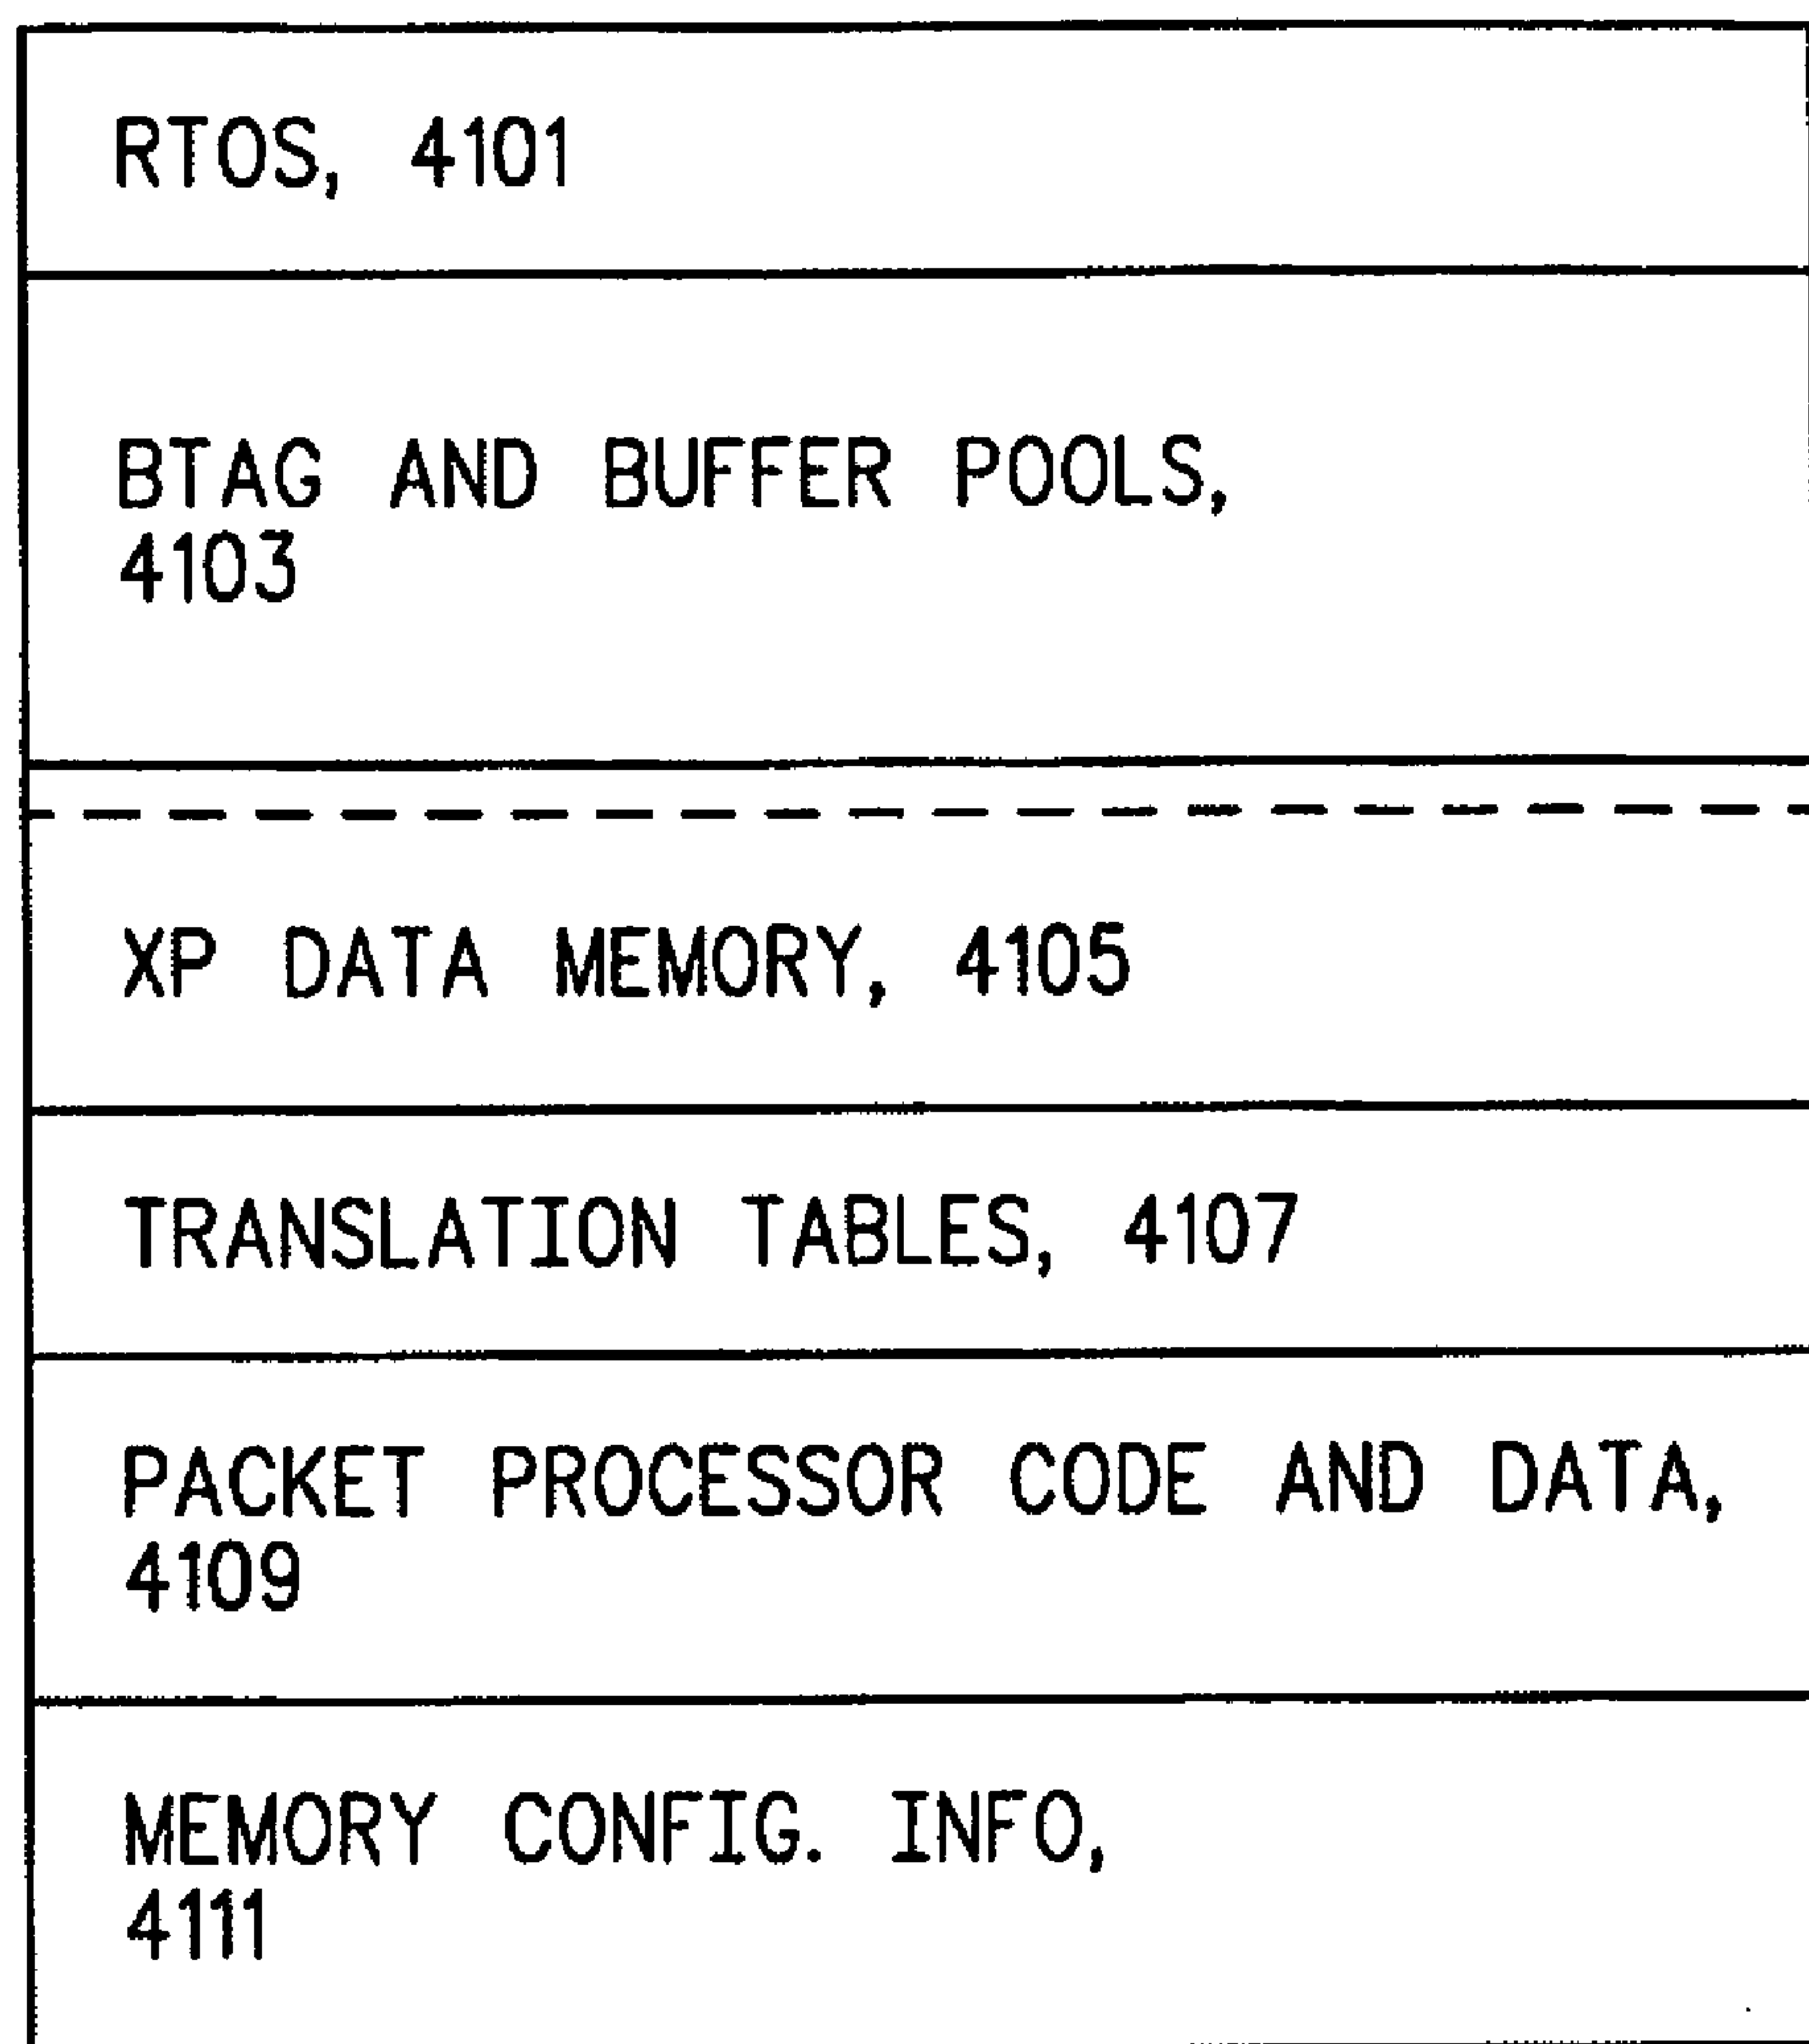 RTOS, 4101
BTAG AND BUFFER POOLS,
4103
XP DATA MEMORY, 4105
TRANSLATION TABLES, 4107
PACKET PROCESSOR CODE AND DATA,
4109
MEMORY CONFIG. INFO,
4111